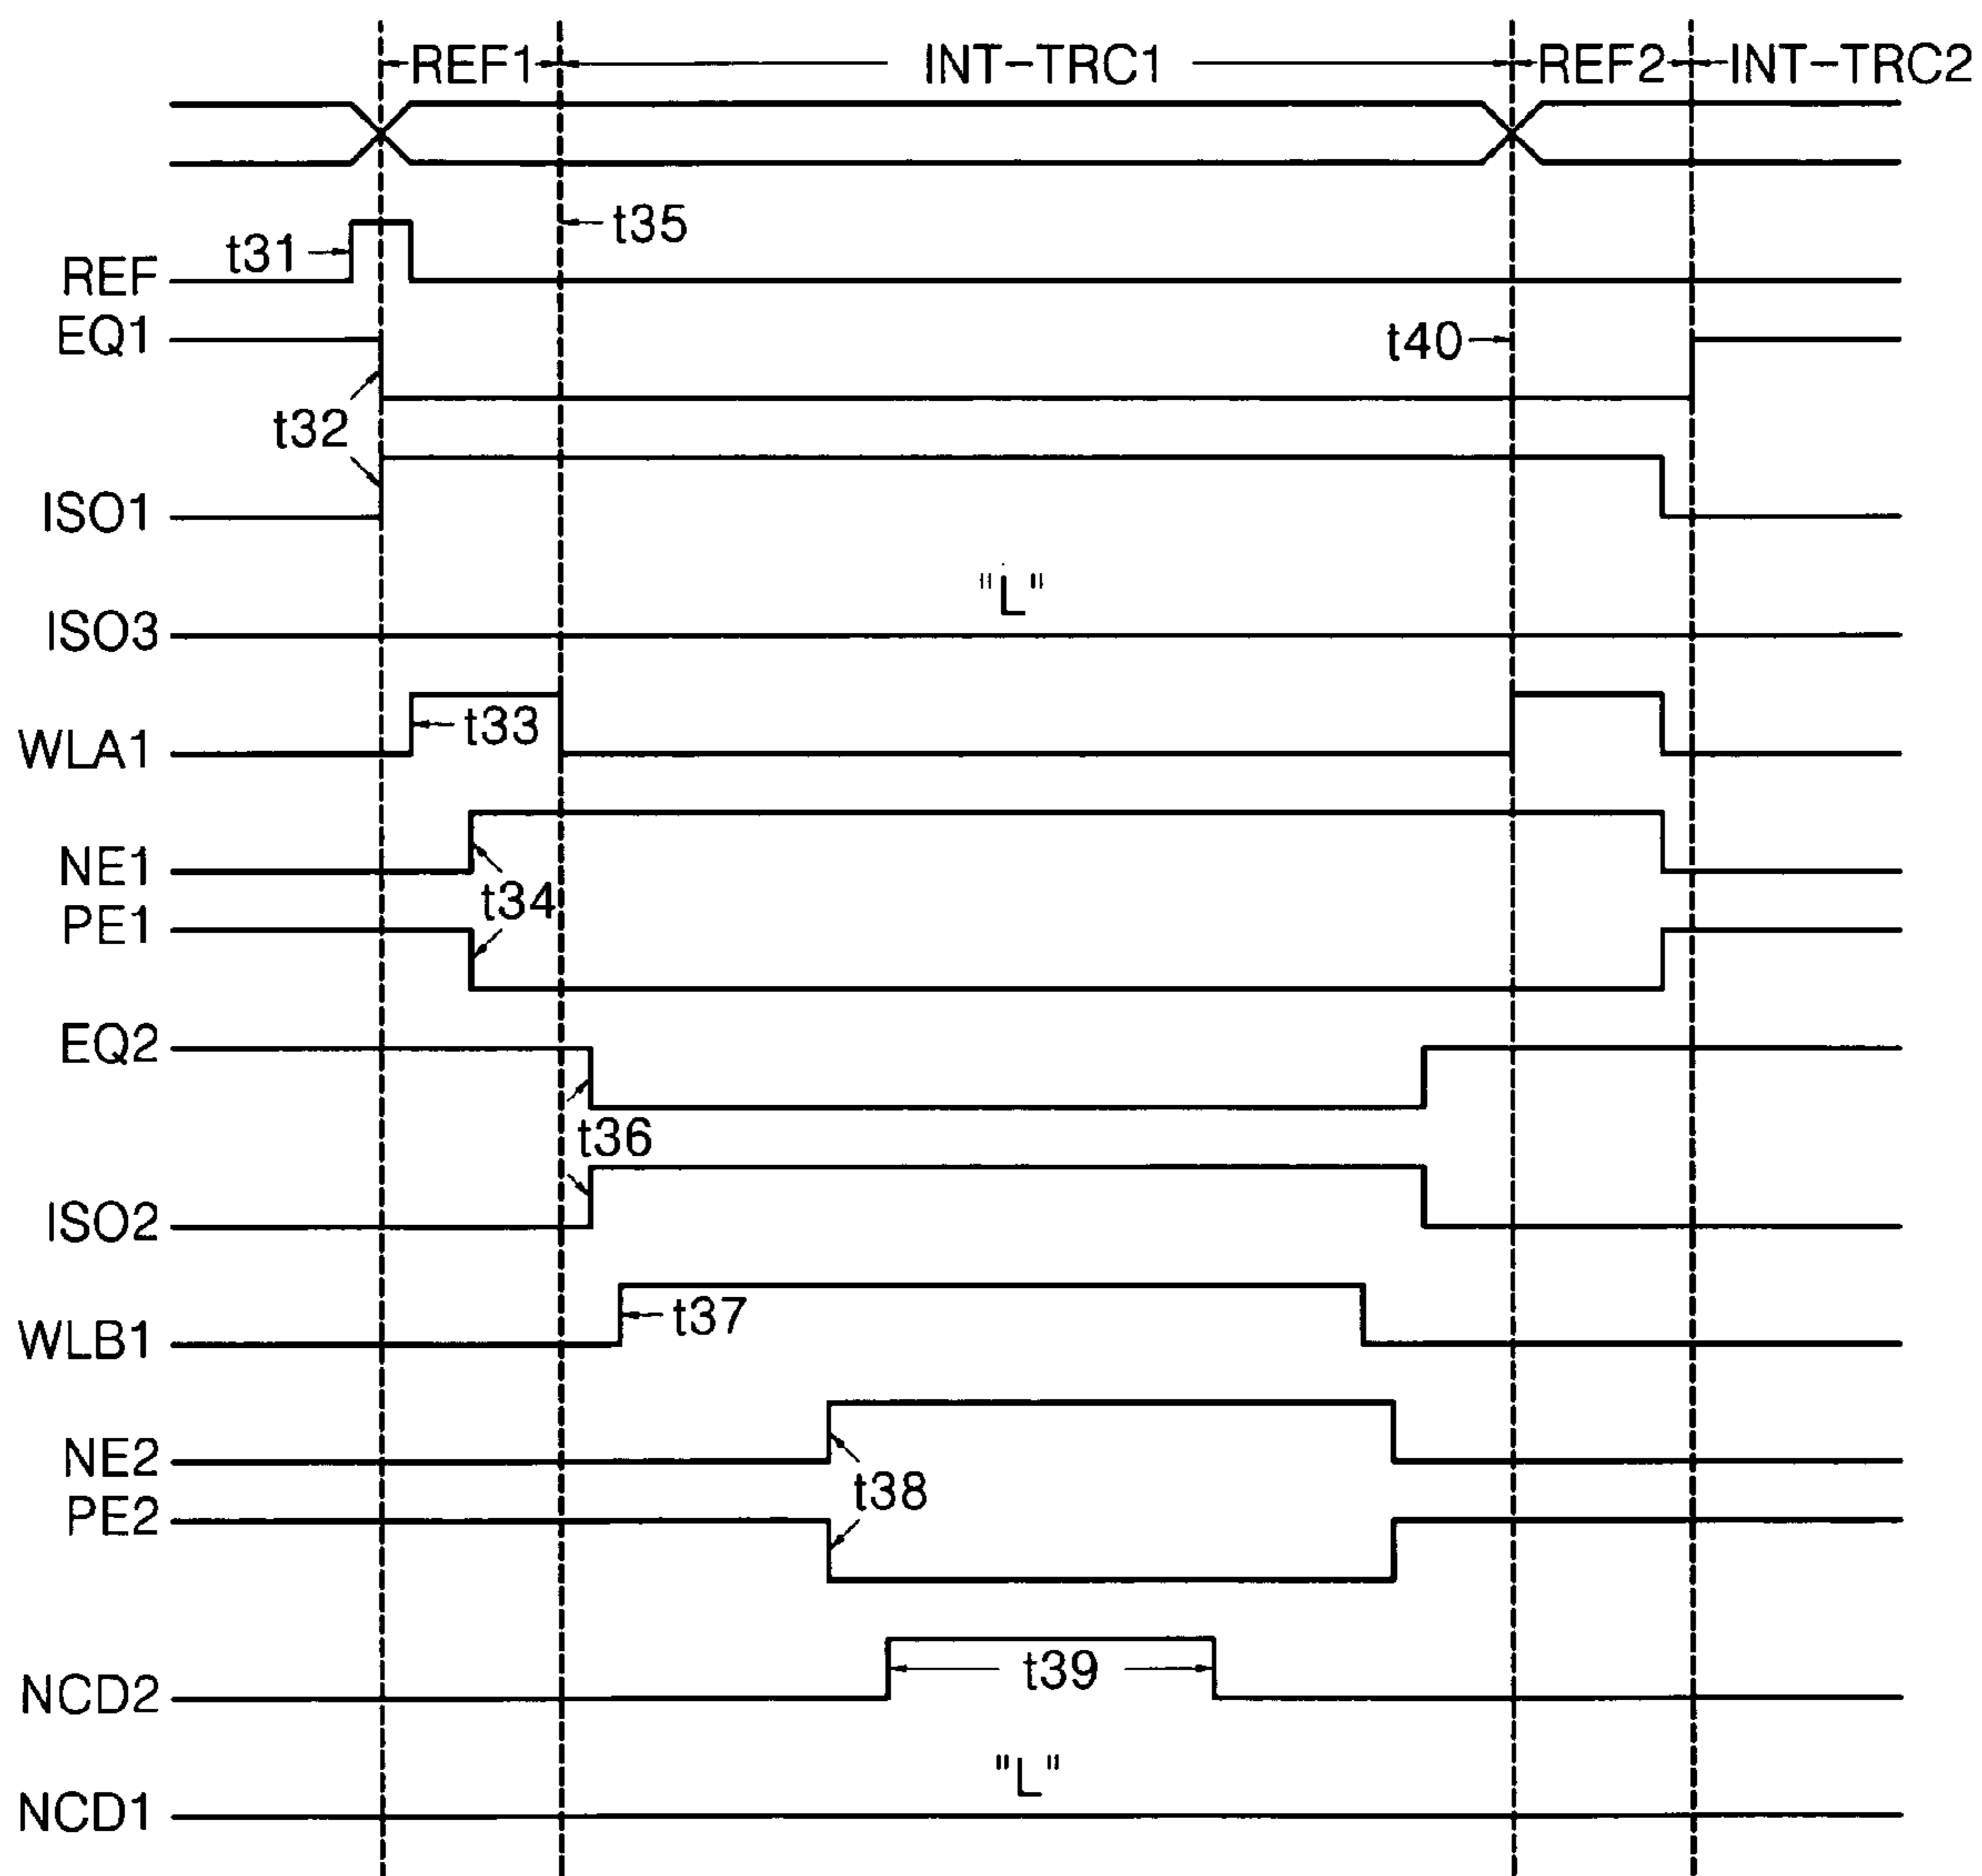 REF1 INT-TRC1 REF2 INT-TRC2
t35
t31
REF
EQ1
t40
t32
ISO1
"L"
ISO3
t33
WLA1
NE1
t34
PE1
EQ2
t36
ISO2
t37
WLB1
NE2
t38
PE2
t39
NCD2
"L"
NCD1